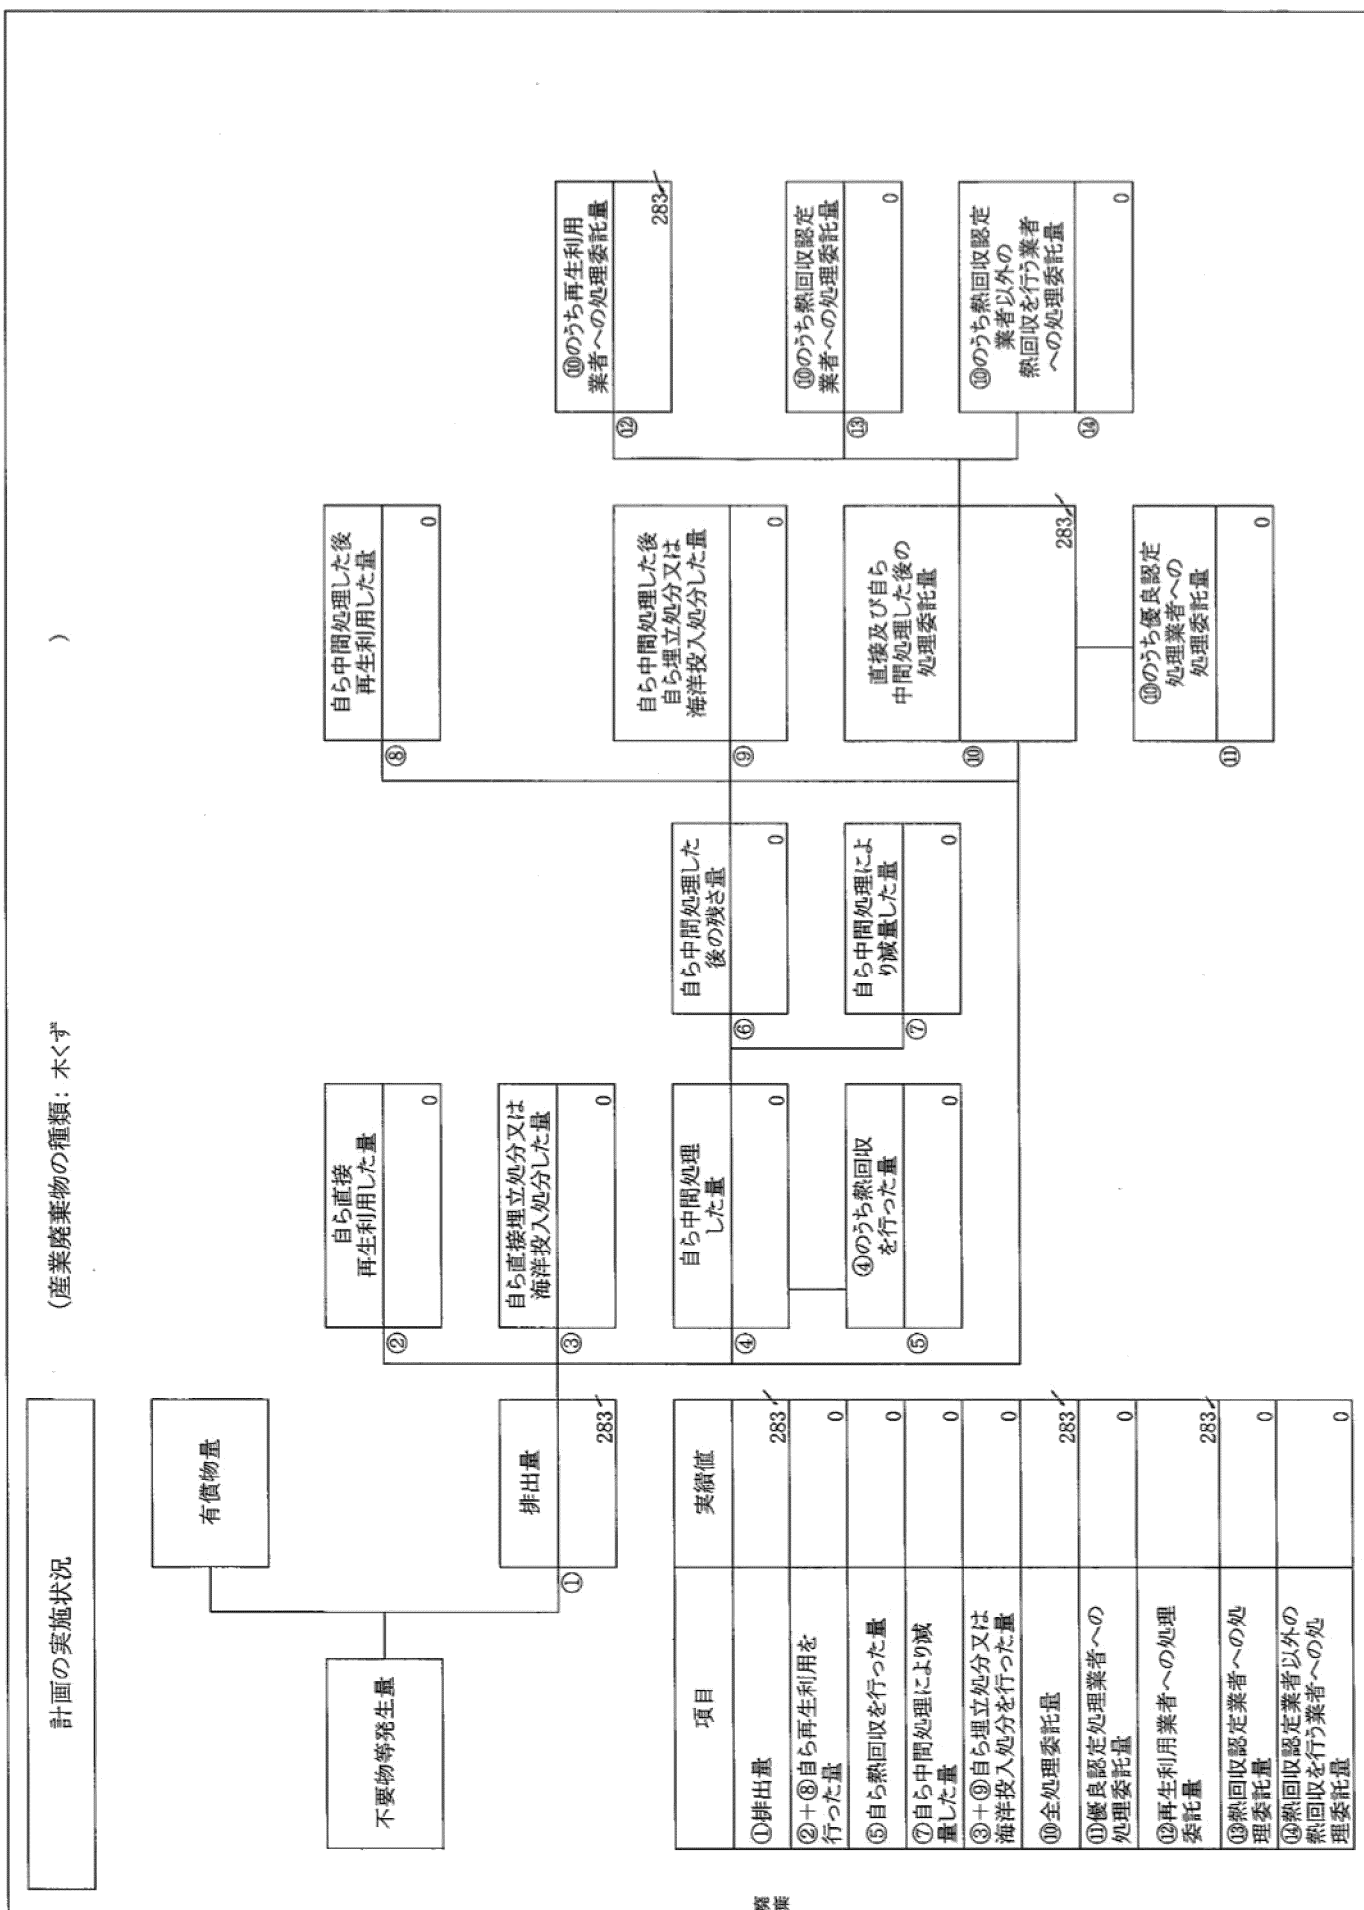 計画の実施状況
(産業廃棄物の種類: 木くず )
不要物等発生量
有償物量
①
排出量
283
②
自ら直接
再生利用した量
0
③
自ら直接埋立処分又は
海洋投入処分した量
0
④
自ら中間処理
した量
0
⑤
④のうち熱回収
を行った量
0
⑥
自ら中間処理した
後の残さ量
0
⑦
自ら中間処理によ
り減量した量
0
⑧
自ら中間処理した後
再生利用した量
0
⑨
自ら中間処理した後
自ら埋立処分又は
海洋投入処分した量
0
⑩
直接及び自ら
中間処理した後の
処理委託量
283
⑪
⑩のうち優良認定
処理業者への
処理委託量
0
⑫
⑩のうち再生利用
業者への処理委託量
283
⑬
⑩のうち熱回収認定
業者への処理委託量
0
⑭
⑩のうち熱回収認定
業者以外の
熱回収を行う業者
への処理委託量
0
項目 実績値
①排出量 283
②+⑧自ら再生利用を
行った量 0
⑤自ら熱回収を行った量 0
⑦自ら中間処理により減
量した量 0
③+⑨自ら埋立処分又は
海洋投入処分を行った量 0
⑩全処理委託量 283
⑪優良認定処理業者への
処理委託量 0
⑫再生利用業者への処理
委託量 283
⑬熱回収認定業者への処
理委託量 0
⑭熱回収認定業者以外の
熱回収を行う業者への処
理委託量 0